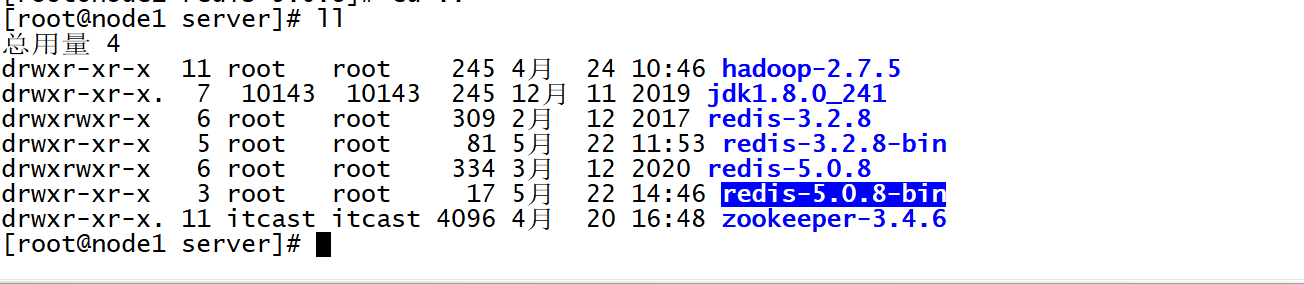 [root@node1 server]# ll
总用量 4
drwxr-xr-x  11 root   root    245 4月   24 10:46 hadoop-2.7.5
drwxr-xr-x.  7  10143  10143  245 12月 11 2019 jdk1.8.0_241
drwxrwxr-x   6 root   root    309 2月   12 2017 redis-3.2.8
drwxr-xr-x   5 root   root     81 5月   22 11:53 redis-3.2.8-bin
drwxrwxr-x   6 root   root    334 3月   12 2020 redis-5.0.8
drwxr-xr-x   3 root   root     17 5月   22 14:46 redis-5.0.8-bin
drwxr-xr-x. 11 itcast itcast 4096 4月   20 16:48 zookeeper-3.4.6
[root@node1 server]#